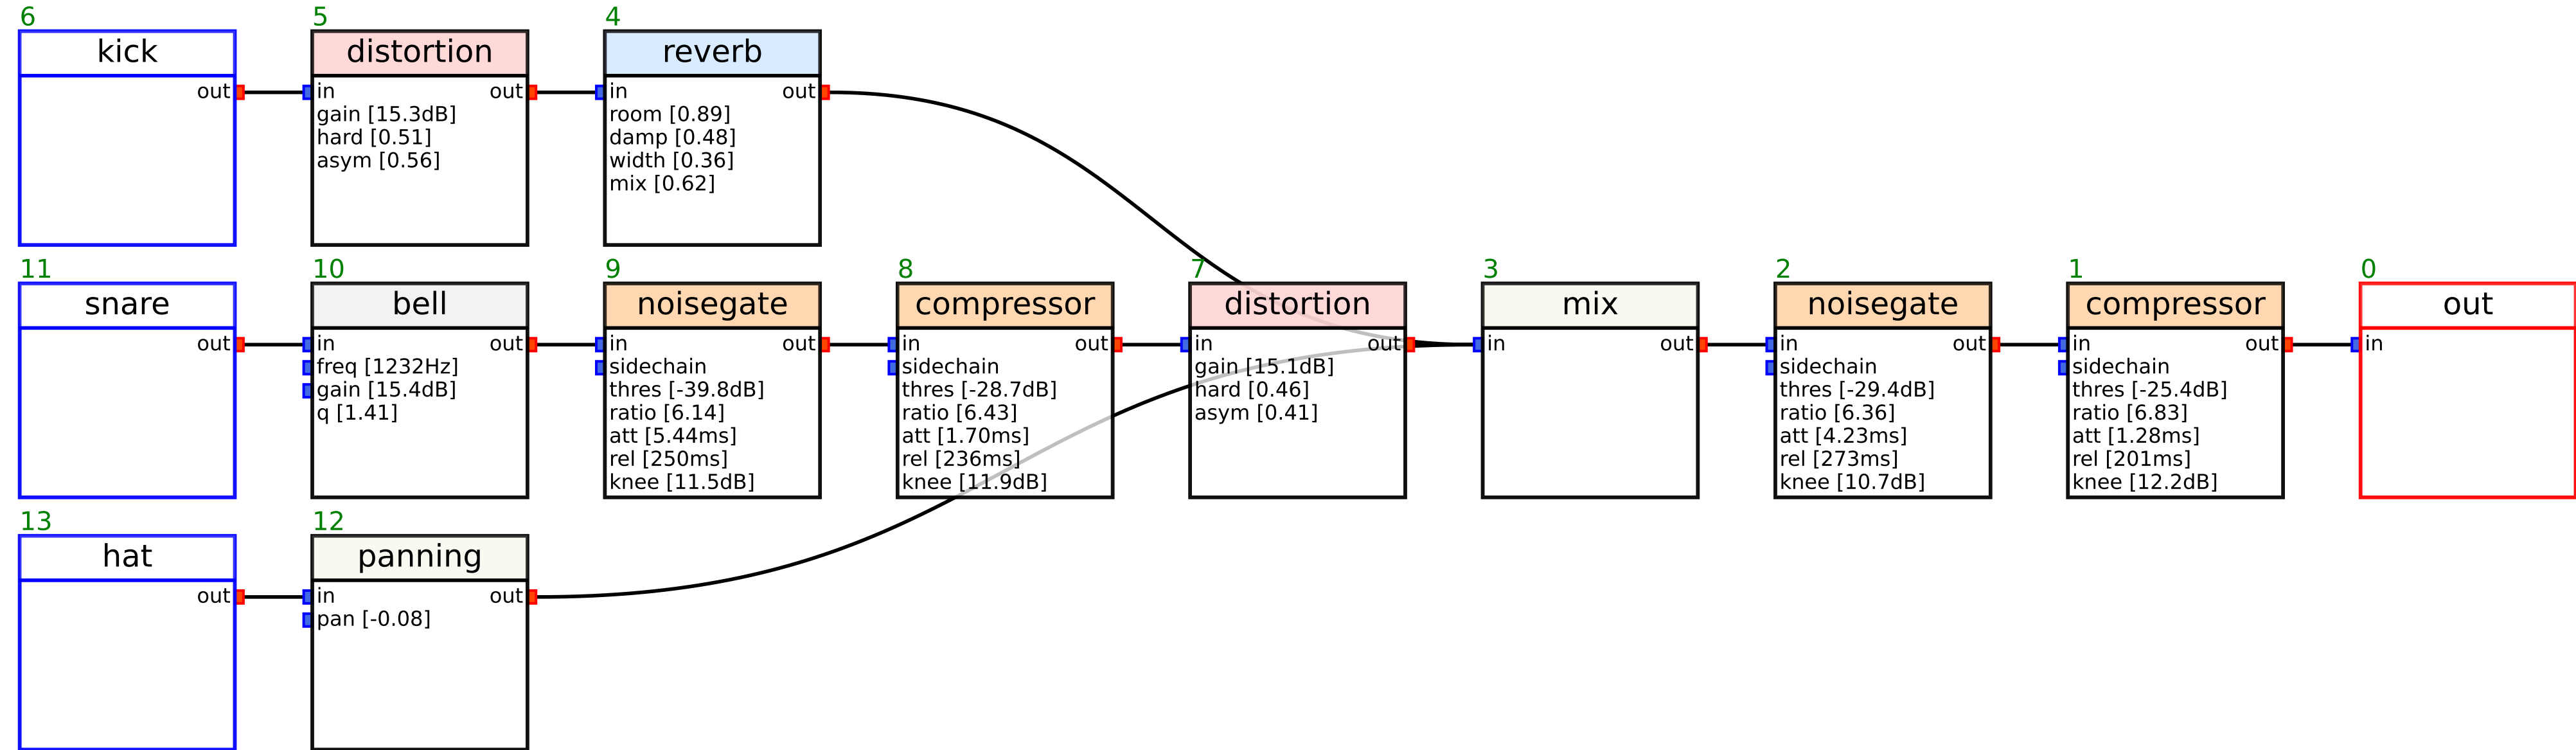 6
kick
out
5
distortion
in out
gain [15.3dB]
hard [0.51]
asym [0.56]
4
reverb
in out
room [0.89]
damp [0.48]
width [0.36]
mix [0.62]
11
snare
out
10
bell
in out
freq [1232Hz]
gain [15.4dB]
q [1.41]
9
noisegate
in out
sidechain
thres [-39.8dB]
ratio [6.14]
att [5.44ms]
rel [250ms]
knee [11.5dB]
8
compressor
in out
sidechain
thres [-28.7dB]
ratio [6.43]
att [1.70ms]
rel [236ms]
knee [11.9dB]
7
distortion
in out
gain [15.1dB]
hard [0.46]
asym [0.41]
3
mix
in out
2
noisegate
in out
sidechain
thres [-29.4dB]
ratio [6.36]
att [4.23ms]
rel [273ms]
knee [10.7dB]
1
compressor
in out
sidechain
thres [-25.4dB]
ratio [6.83]
att [1.28ms]
rel [201ms]
knee [12.2dB]
0
out
in
13
hat
out
12
panning
in out
pan [-0.08]